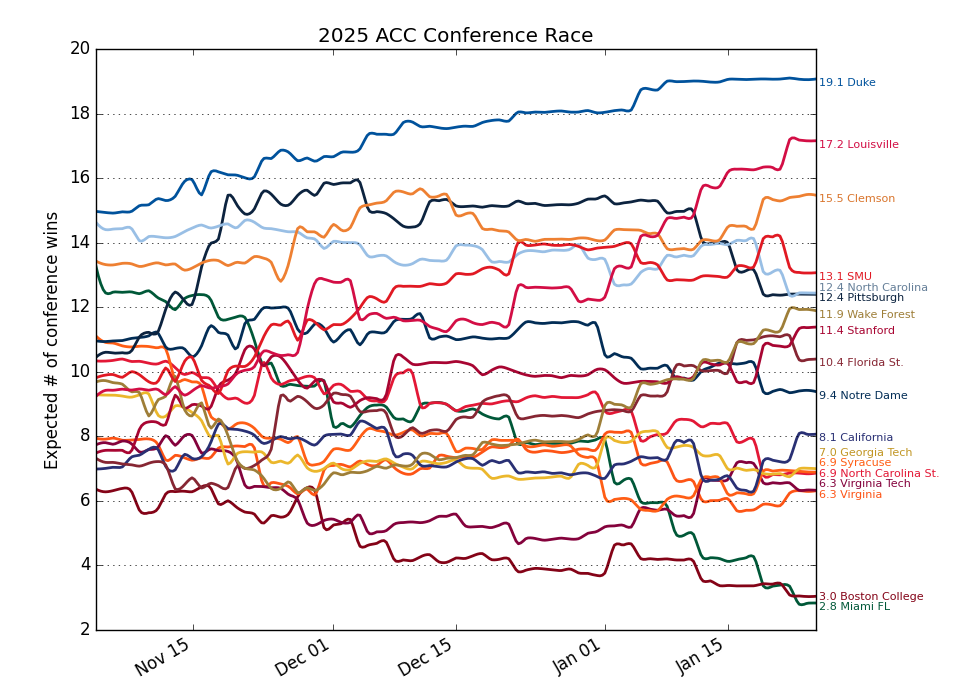 2025 ACC Conference Race
Expected # of conference wins
20
18
16
14
12
10
8
6
4
2
Nov 15
Dec 01
Dec 15
Jan 01
Jan 15
19.1 Duke
17.2 Louisville
15.5 Clemson
13.1 SMU
12.4 North Carolina
12.4 Pittsburgh
11.9 Wake Forest
11.4 Stanford
10.4 Florida St.
9.4 Notre Dame
8.1 California
7.0 Georgia Tech
6.9 Syracuse
6.9 North Carolina St.
6.3 Virginia Tech
6.3 Virginia
3.0 Boston College
2.8 Miami FL